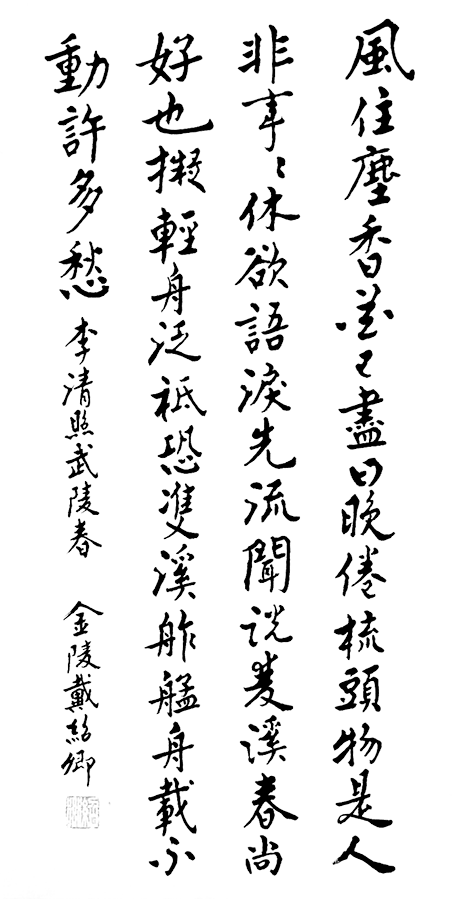 風住塵香花已盡日晚倦梳頭物是人
非事〻休欲語淚先流聞説雙溪春尚
好也擬輕舟泛衹恐雙溪舴艋舟載不
動許多愁
李清照武陵春 金陵戴紹卿